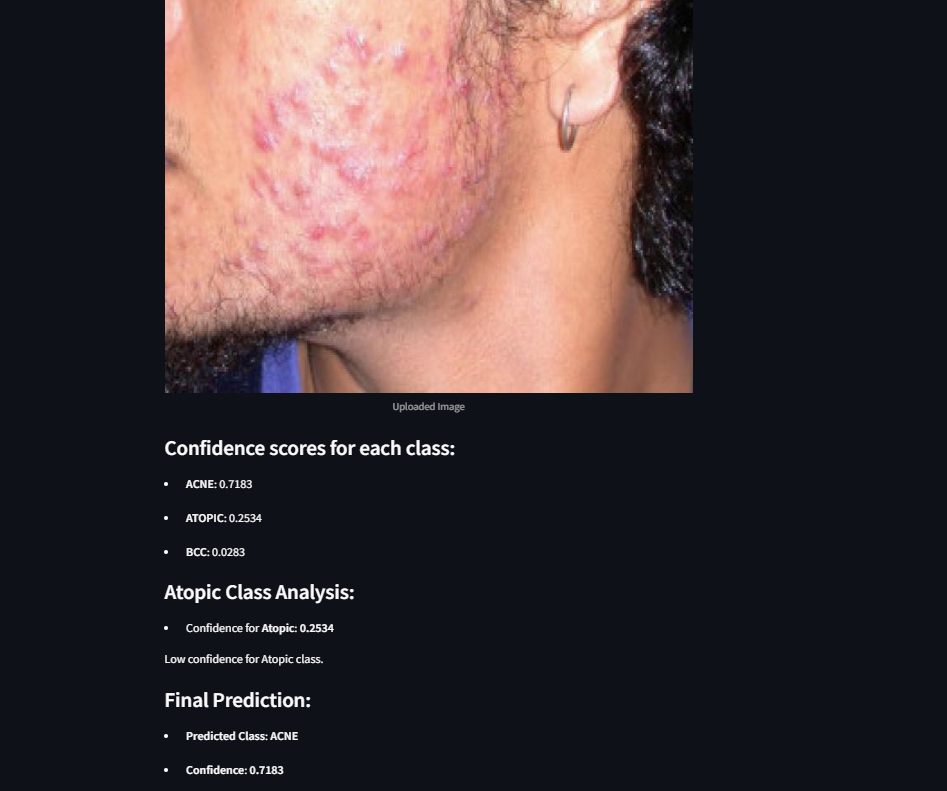 Uploaded Image
Confidence scores for each class:
• ACNE: 0.7183
• ATOPIC: 0.2534
• BCC: 0.0283
Atopic Class Analysis:
• Confidence for Atopic: 0.2534
Low confidence for Atopic class.
Final Prediction:
• Predicted Class: ACNE
• Confidence: 0.7183